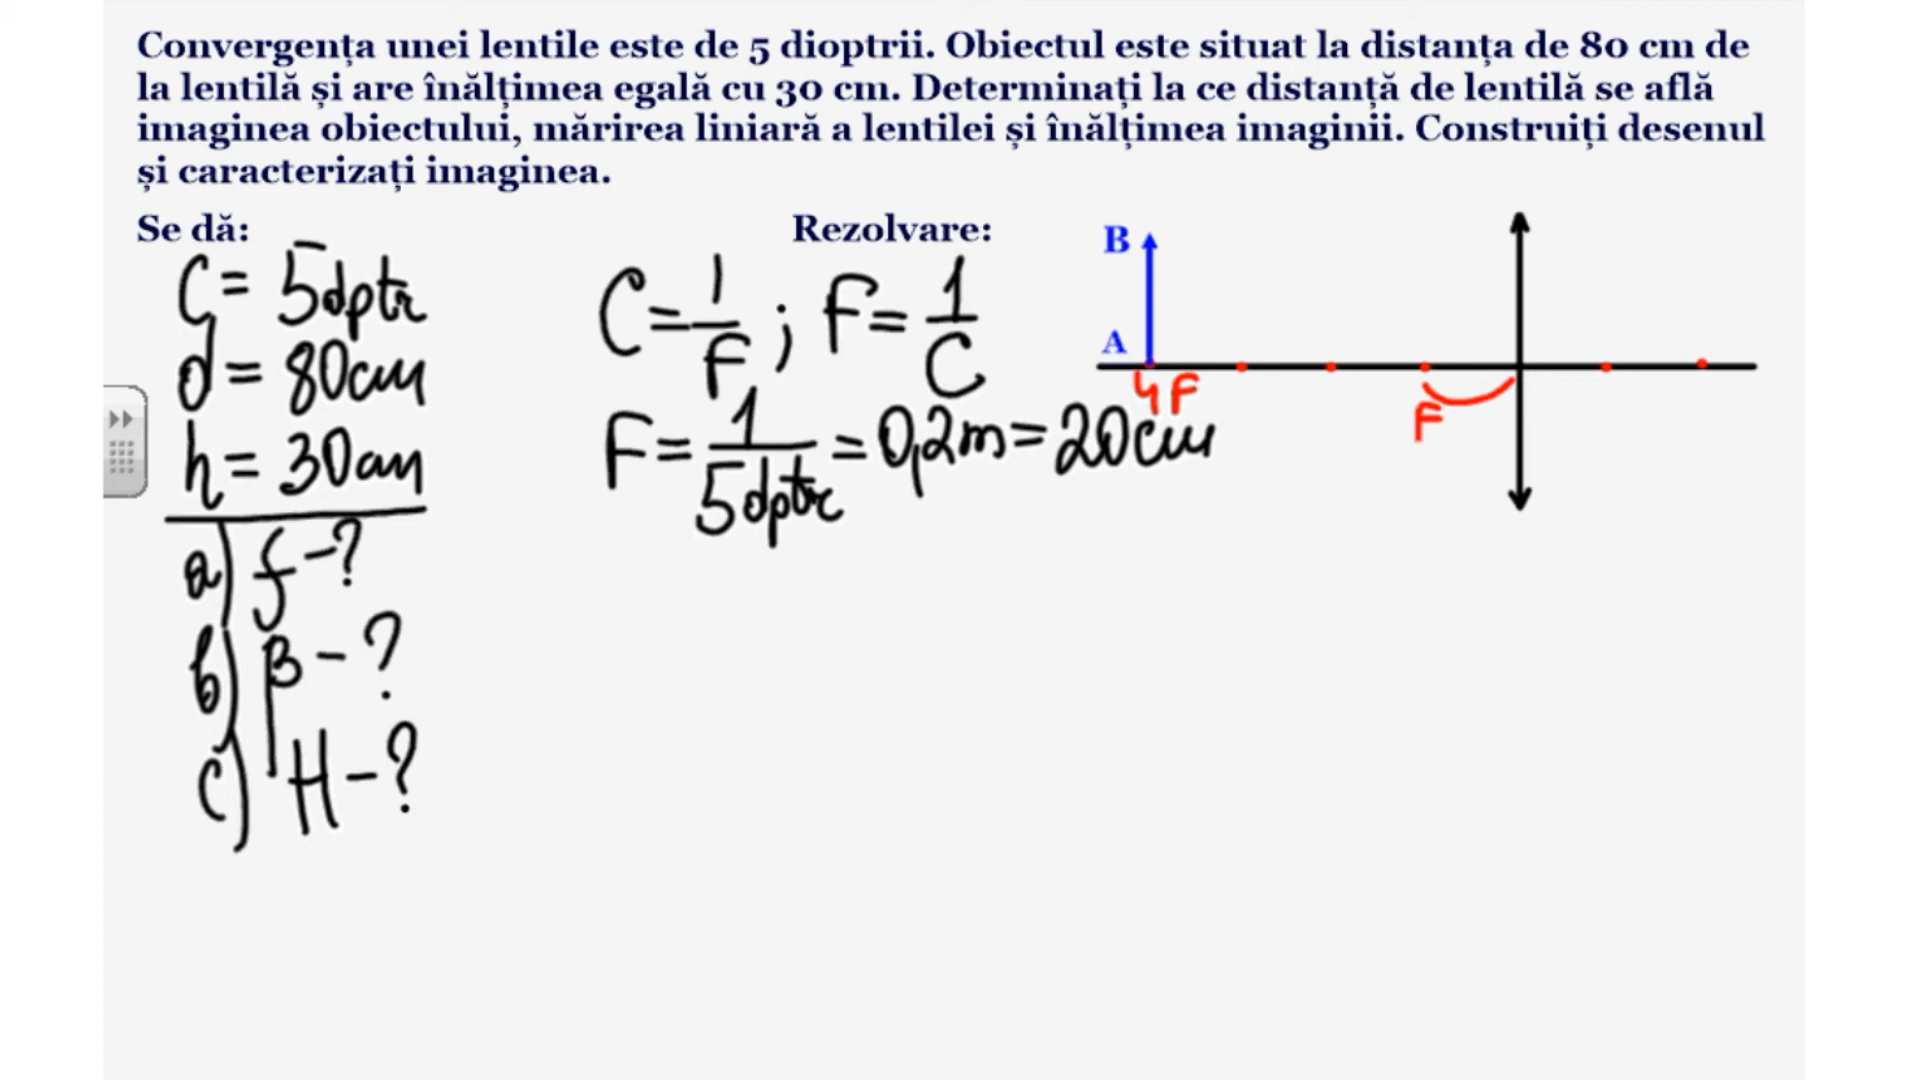 Convergența unei lentile este de 5 dioptrii. Obiectul este situat la distanța de 80 cm de
la lentilă și are înălțimea egală cu 30 cm. Determinați la ce distanță de lentilă se află
imaginea obiectului, mărirea liniară a lentilei și înălțimea imaginii. Construiți desenul
și caracterizați imaginea.
Se dă:
C = 5dptr
d = 80cm
h = 30cm
a) f - ?
b) β - ?
c) H - ?
Rezolvare:
C = 1/F ; F = 1/C
F = 1/5dptr = 0,2m = 20cm
B
A
4F
F